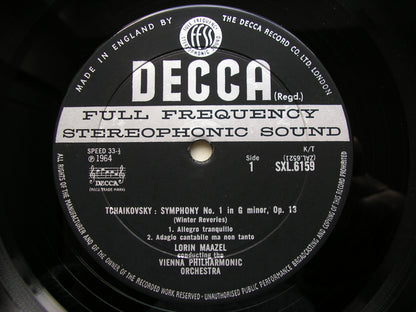 MADE IN ENGLAND BY
THE DECCA RECORD CO. LTD, LONDON
FULL FREQUENCY
STEREOPHONIC SOUND
FFSS
DECCA
(Regd.)
FULL FREQUENCY
STEREOPHONIC SOUND
SPEED 33⅓
Ⓟ 1964
DECCA
(FULL TRADE MARK)
Side
1
K/T
(ZAL.6521)
SXL.6159
TCHAIKOVSKY: SYMPHONY No. 1 in G minor, Op. 13
(Winter Reveries)
1. Allegro tranquillo
2. Adagio cantabile ma non tanto
LORIN MAAZEL
conducting the
VIENNA PHILHARMONIC
ORCHESTRA
ALL RIGHTS OF THE MANUFACTURER AND OF THE OWNER OF THE RECORDED WORK RESERVED · UNAUTHORISED PUBLIC PERFORMANCE BROADCASTING AND COPYING OF THIS RECORD PROHIBITED